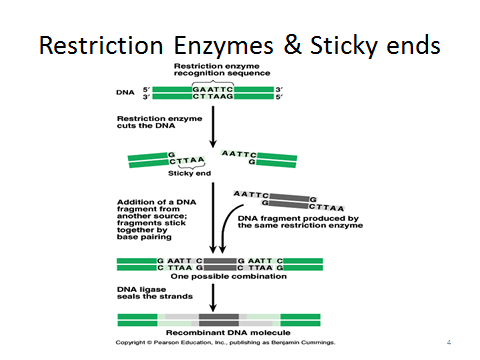 Restriction Enzymes & Sticky ends
Restriction enzyme
recognition sequence
DNA 5′ GAATTC 3′
3′ CTTAAG 5′
Restriction enzyme
cuts the DNA
G AATTC
CTTAA G
Sticky end
Addition of a DNA
fragment from
another source;
fragments stick
together by
base pairing
AATTC G
G CTTAA
DNA fragment produced by
the same restriction enzyme
G AATT C G AATT C
C TTAA G C TTAA G
One possible combination
DNA ligase
seals the strands
Recombinant DNA molecule
Copyright © Pearson Education, Inc., publishing as Benjamin Cummings.
4